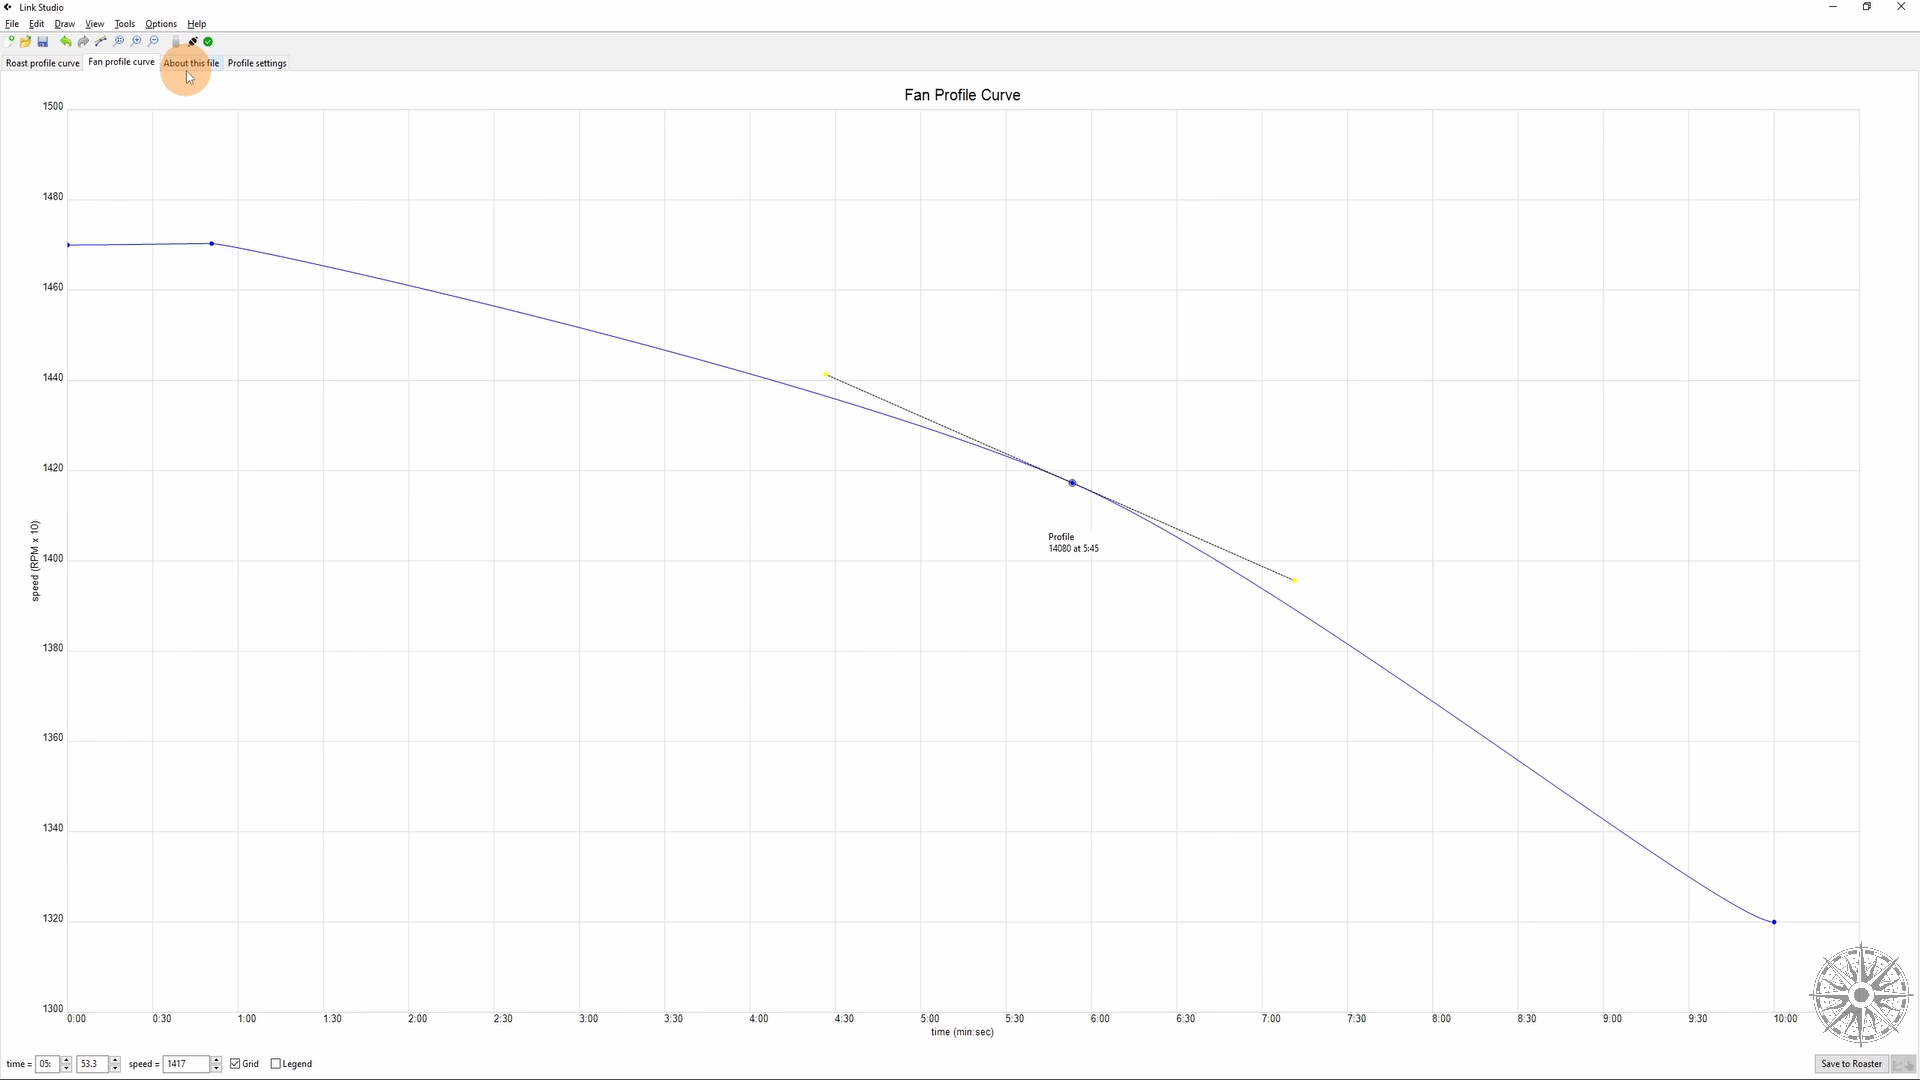 Link Studio
File Edit Draw View Tools Options Help
Roast profile curve Fan profile curve About this file Profile settings
Fan Profile Curve
1500
1480
1460
1440
1420
1400
1380
1360
1340
1320
1300
speed (RPM x 10)
Profile
14080 at 5:45
0:00 0:30 1:00 1:30 2:00 2:30 3:00 3:30 4:00 4:30 5:00 5:30 6:00 6:30 7:00 7:30 8:00 8:30 9:00 9:30 10:00
time (min:sec)
time = 05: 53.3 speed = 1417 Grid Legend Save to Roaster